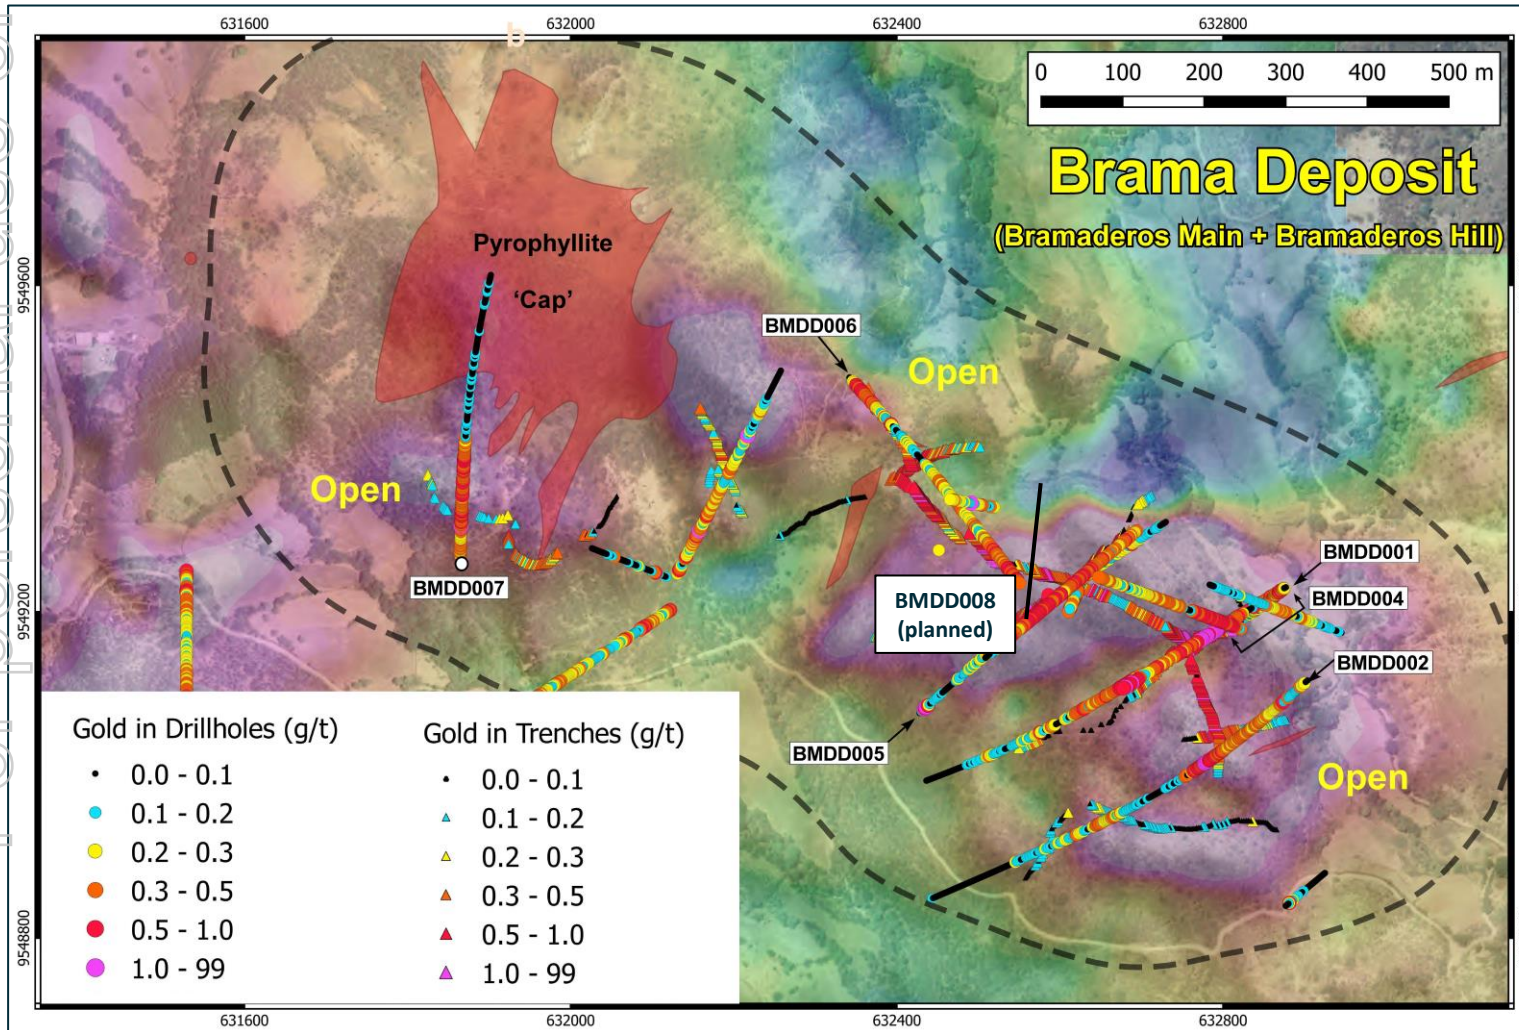 631600 632000 632400 632800
b
0 100 200 300 400 500 m
Brama Deposit
(Bramaderos Main + Bramaderos Hill)
Pyrophyllite
‘Cap’
9549600
BMDD006
Open
Open
BMDD007
BMDD001
BMDD008
(planned)
BMDD004
9549200
BMDD002
BMDD005
Open
Gold in Drillholes (g/t)
0.0 - 0.1
0.1 - 0.2
0.2 - 0.3
0.3 - 0.5
0.5 - 1.0
1.0 - 99
Gold in Trenches (g/t)
0.0 - 0.1
0.1 - 0.2
0.2 - 0.3
0.3 - 0.5
0.5 - 1.0
1.0 - 99
9548800
631600 632000 632400 632800